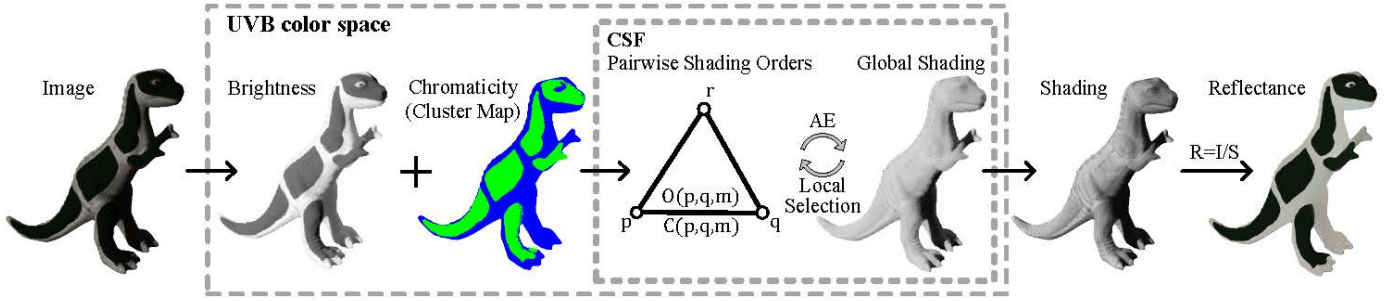 UVB color space
CSF
Pairwise Shading Orders
Global Shading
Image
Brightness
Chromaticity
(Cluster Map)
Shading
Reflectance
r
AE
R=I/S
Local
Selection
O(p,q,m)
p
C(p,q,m)
q